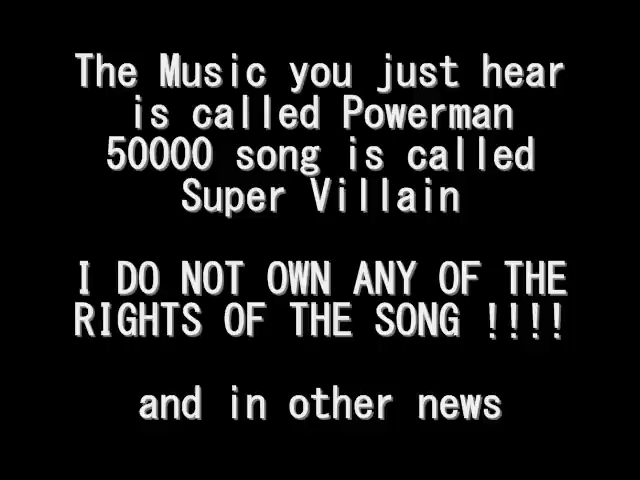 The Music you just hear
is called Powerman
50000 song is called
Super Villain
I DO NOT OWN ANY OF THE
RIGHTS OF THE SONG !!!!
and in other news